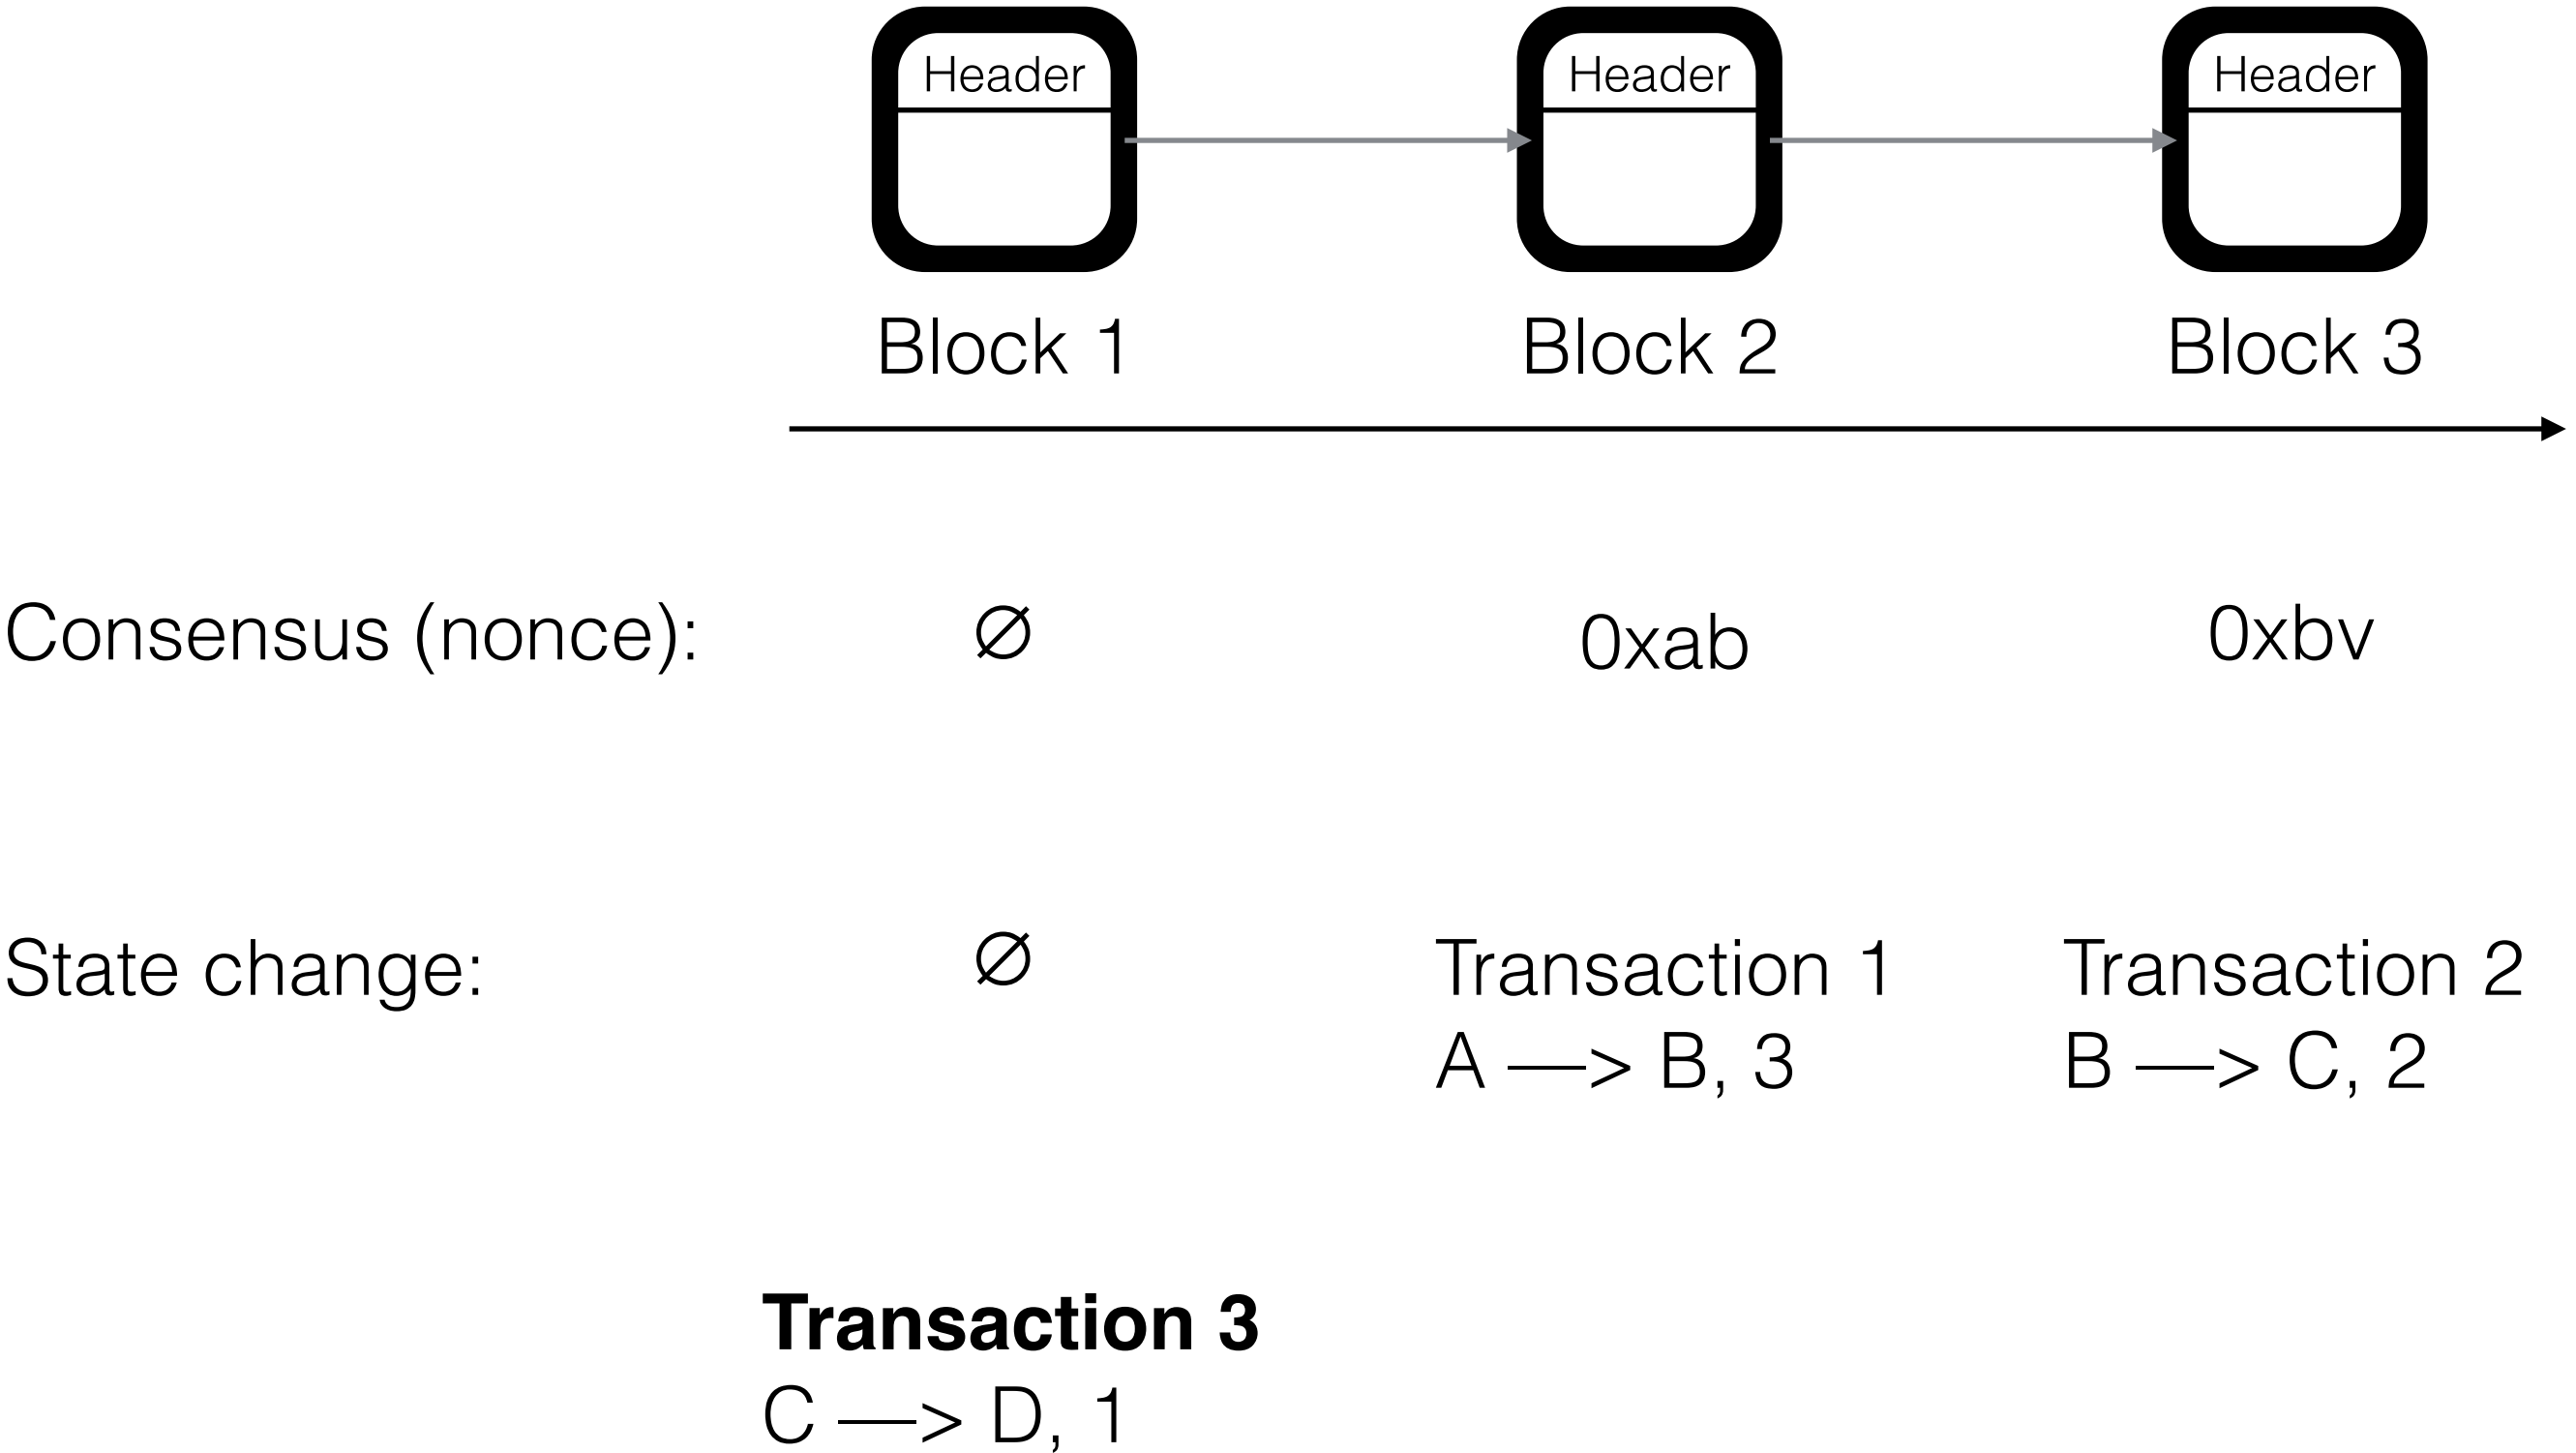 Header Header Header
Block 1 Block 2 Block 3
Consensus (nonce): ∅ 0xab 0xbv
State change: ∅ Transaction 1 Transaction 2
A —> B, 3 B —> C, 2
Transaction 3
C —> D, 1